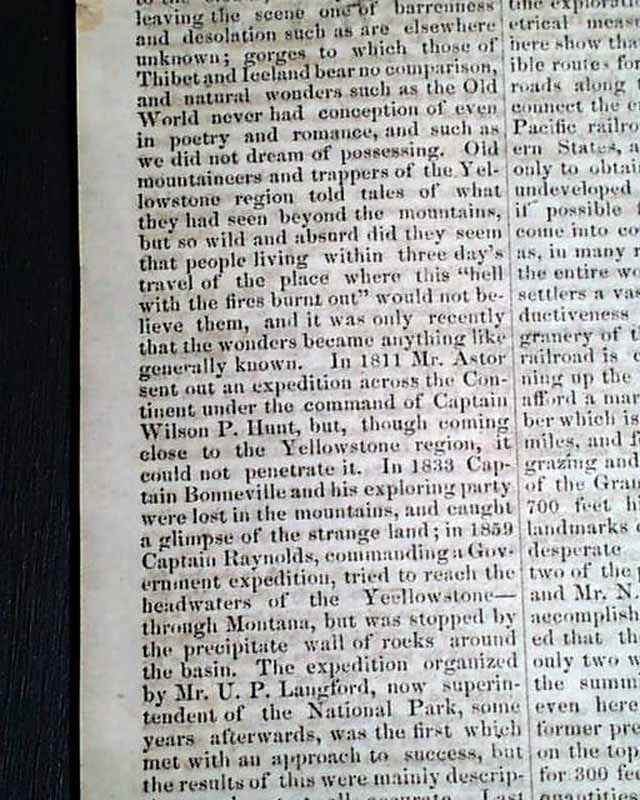 leaving the scene one of barrenness
and desolation such as are elsewhere
unknown; gorges to which those of
Thibet and Iceland bear no comparison,
and natural wonders such as the Old
World never had conception of even
in poetry and romance, and such as
we did not dream of possessing. Old
mountaineers and trappers of the Yel-
lowstone region told tales of what
they had seen beyond the mountains,
but so wild and absurd did they seem
that people living within three day's
travel of the place where this "hell
with the fires burnt out" would not be-
lieve them, and it was only recently
that the wonders became anything like
generally known. In 1811 Mr. Astor
sent out an expedition across the Con-
tinent under the command of Captain
Wilson P. Hunt, but, though coming
close to the Yellowstone region, it
could not penetrate it. In 1833 Cap-
tain Bonneville and his exploring party
were lost in the mountains, and caught
a glimpse of the strange land; in 1859
Captain Raynolds, commanding a Gov-
ernment expedition, tried to reach the
headwaters of the Yeellowstone—
through Montana, but was stopped by
the precipitate wall of rocks around
the basin. The expedition organized
by Mr. U. P. Langford, now superin-
tendent of the National Park, some
years afterwards, was the first which
met with an approach to success, but
the results of this were mainly descrip-
etrical
here show tha
ible routes for
roads along t
connect the
Pacific railro
ern States, a
only to obtai
undeveloped
if possible
come into
as, in many
the entire
settlers a vas
ductiveness
granery of t
railroad is
ning up the
afford a mar
ber which is
miles, and
grazing and
of the Gran
700 feet
landmarks
desperate
two of the
and Mr. N.
accomplish
ed that th
only two w
the summi
even here
former pre
on the top
for 300 fee
quantities